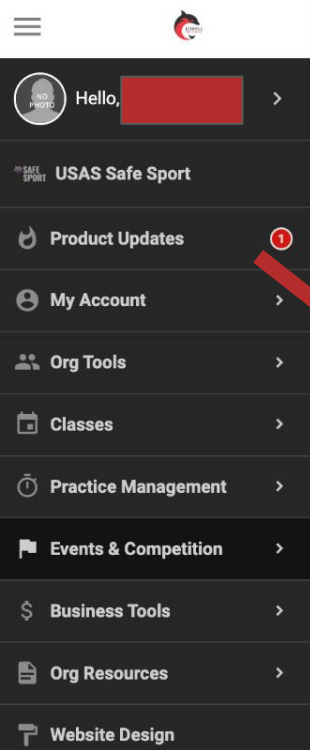 NO
PHOTO
Hello,
SAFE
SPORT
USAS Safe Sport
Product Updates
1
My Account
Org Tools
Classes
Practice Management
Events & Competition
$
Business Tools
Org Resources
Website Design